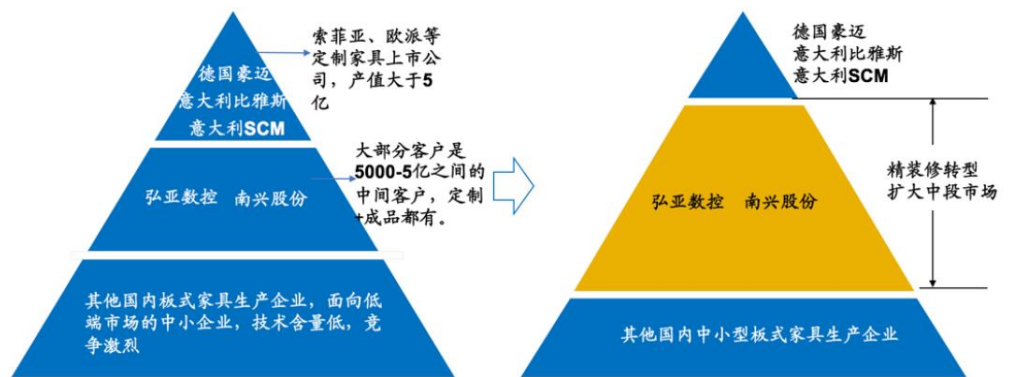 索菲亚、欧派等
定制家具上市公
司，产值大于5
亿
德国豪迈
意大利比雅斯
意大利SCM
大部分客户是
5000-5亿之间的
中间客户，定制
+成品都有。
弘亚数控 南兴股份
其他国内板式家具生产企业，面向低
端市场的中小企业，技术含量低，竞
争激烈
德国豪迈
意大利比雅斯
意大利SCM
精装修转型
扩大中段市场
弘亚数控 南兴股份
其他国内中小型板式家具生产企业